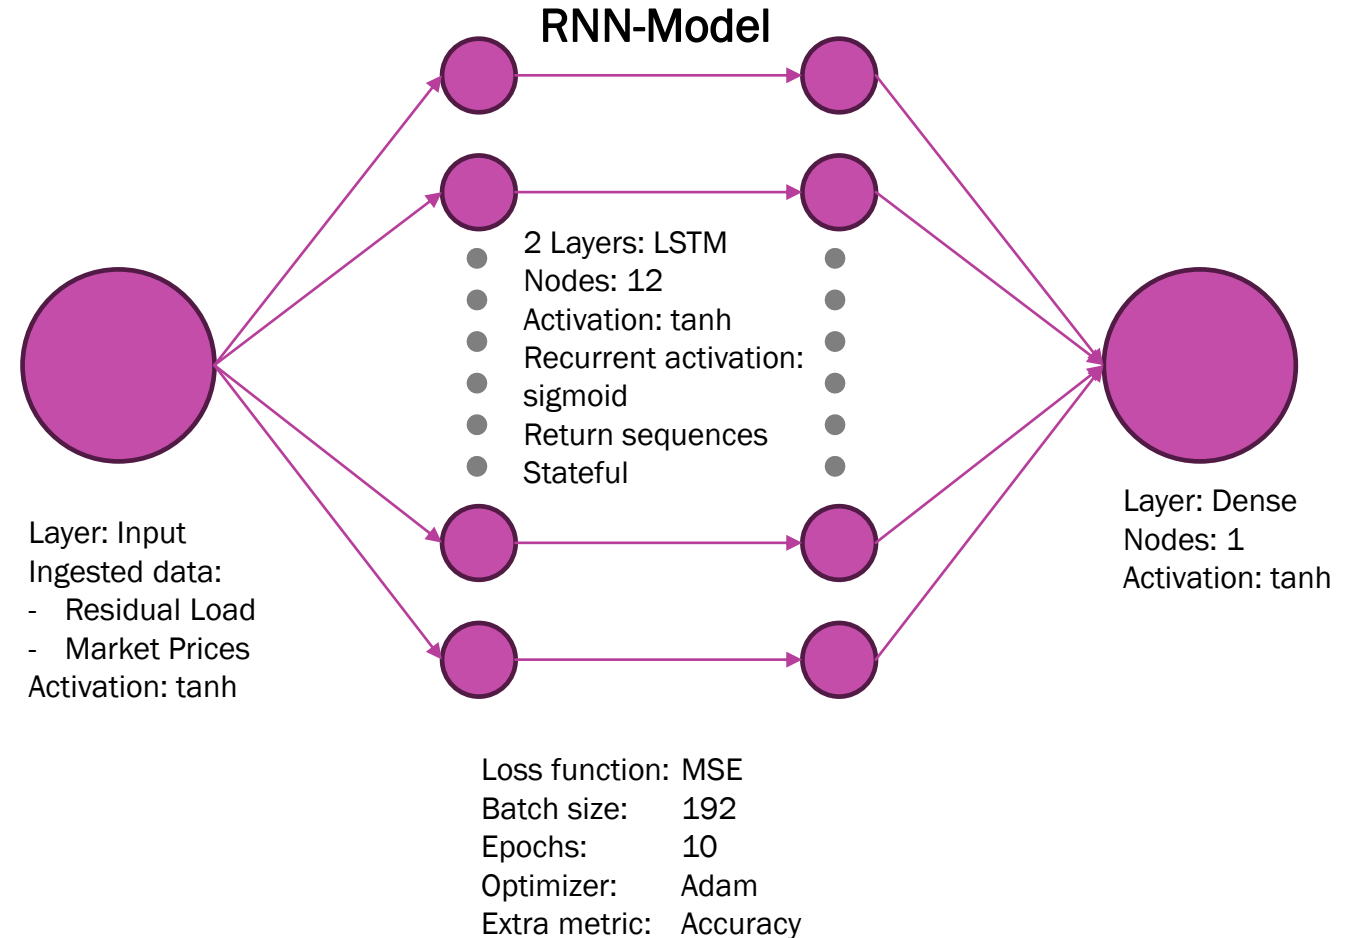 RNN-Model
2 Layers: LSTM
Nodes: 12
Activation: tanh
Recurrent activation:
sigmoid
Return sequences
Stateful
Layer: Input
Ingested data:
- Residual Load
- Market Prices
Activation: tanh
Layer: Dense
Nodes: 1
Activation: tanh
Loss function: MSE
Batch size: 192
Epochs: 10
Optimizer: Adam
Extra metric: Accuracy